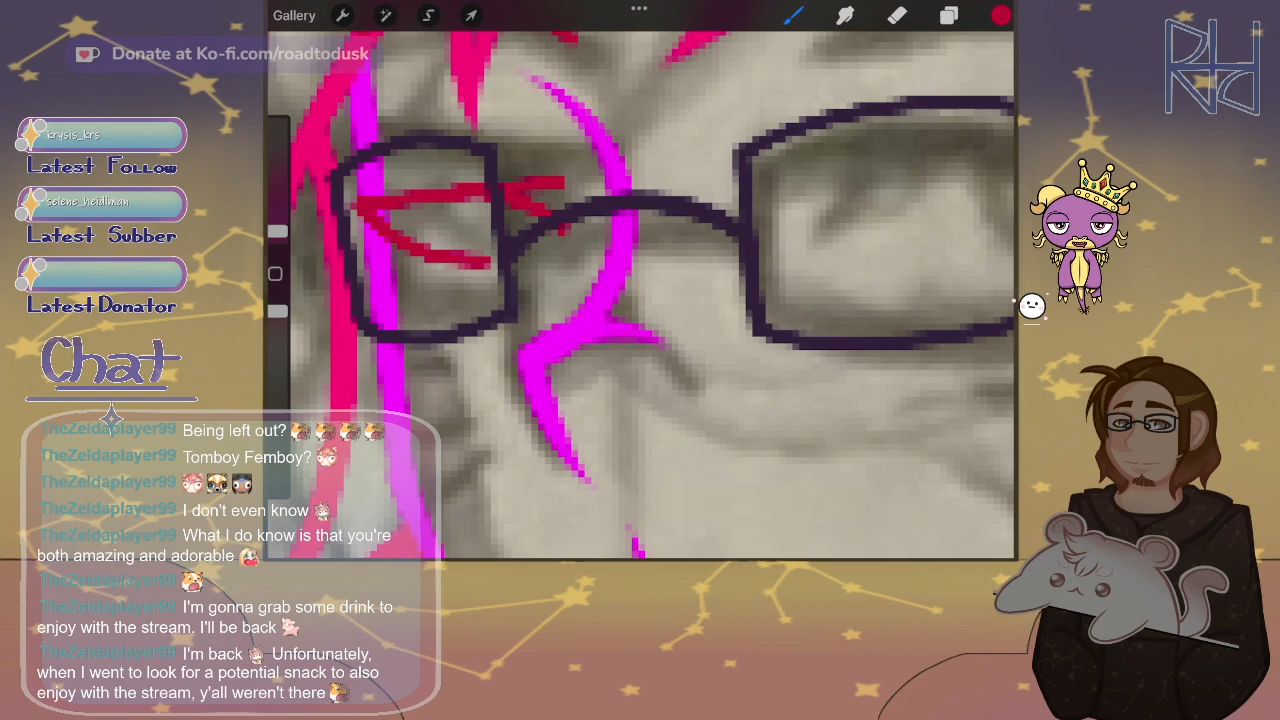 Gallery
Donate at Ko-fi.com/roadtodusk
Rtd
krysis_krs
Latest Follow
selene_heidlman
Latest Subber
Latest Donator
Chat
TheZeldaplayer99 Being left out?
TheZeldaplayer99 Tomboy Femboy?
TheZeldaplayer99
TheZeldaplayer99 I don't even know
TheZeldaplayer99 What I do know is that you're
both amazing and adorable
TheZeldaplayer99
TheZeldaplayer99 I'm gonna grab some drink to
enjoy with the stream, I'll be back
TheZeldaplayer99 I'm back Unfortunately,
when I went to look for a potential snack to also
enjoy with the stream, y'all weren't there